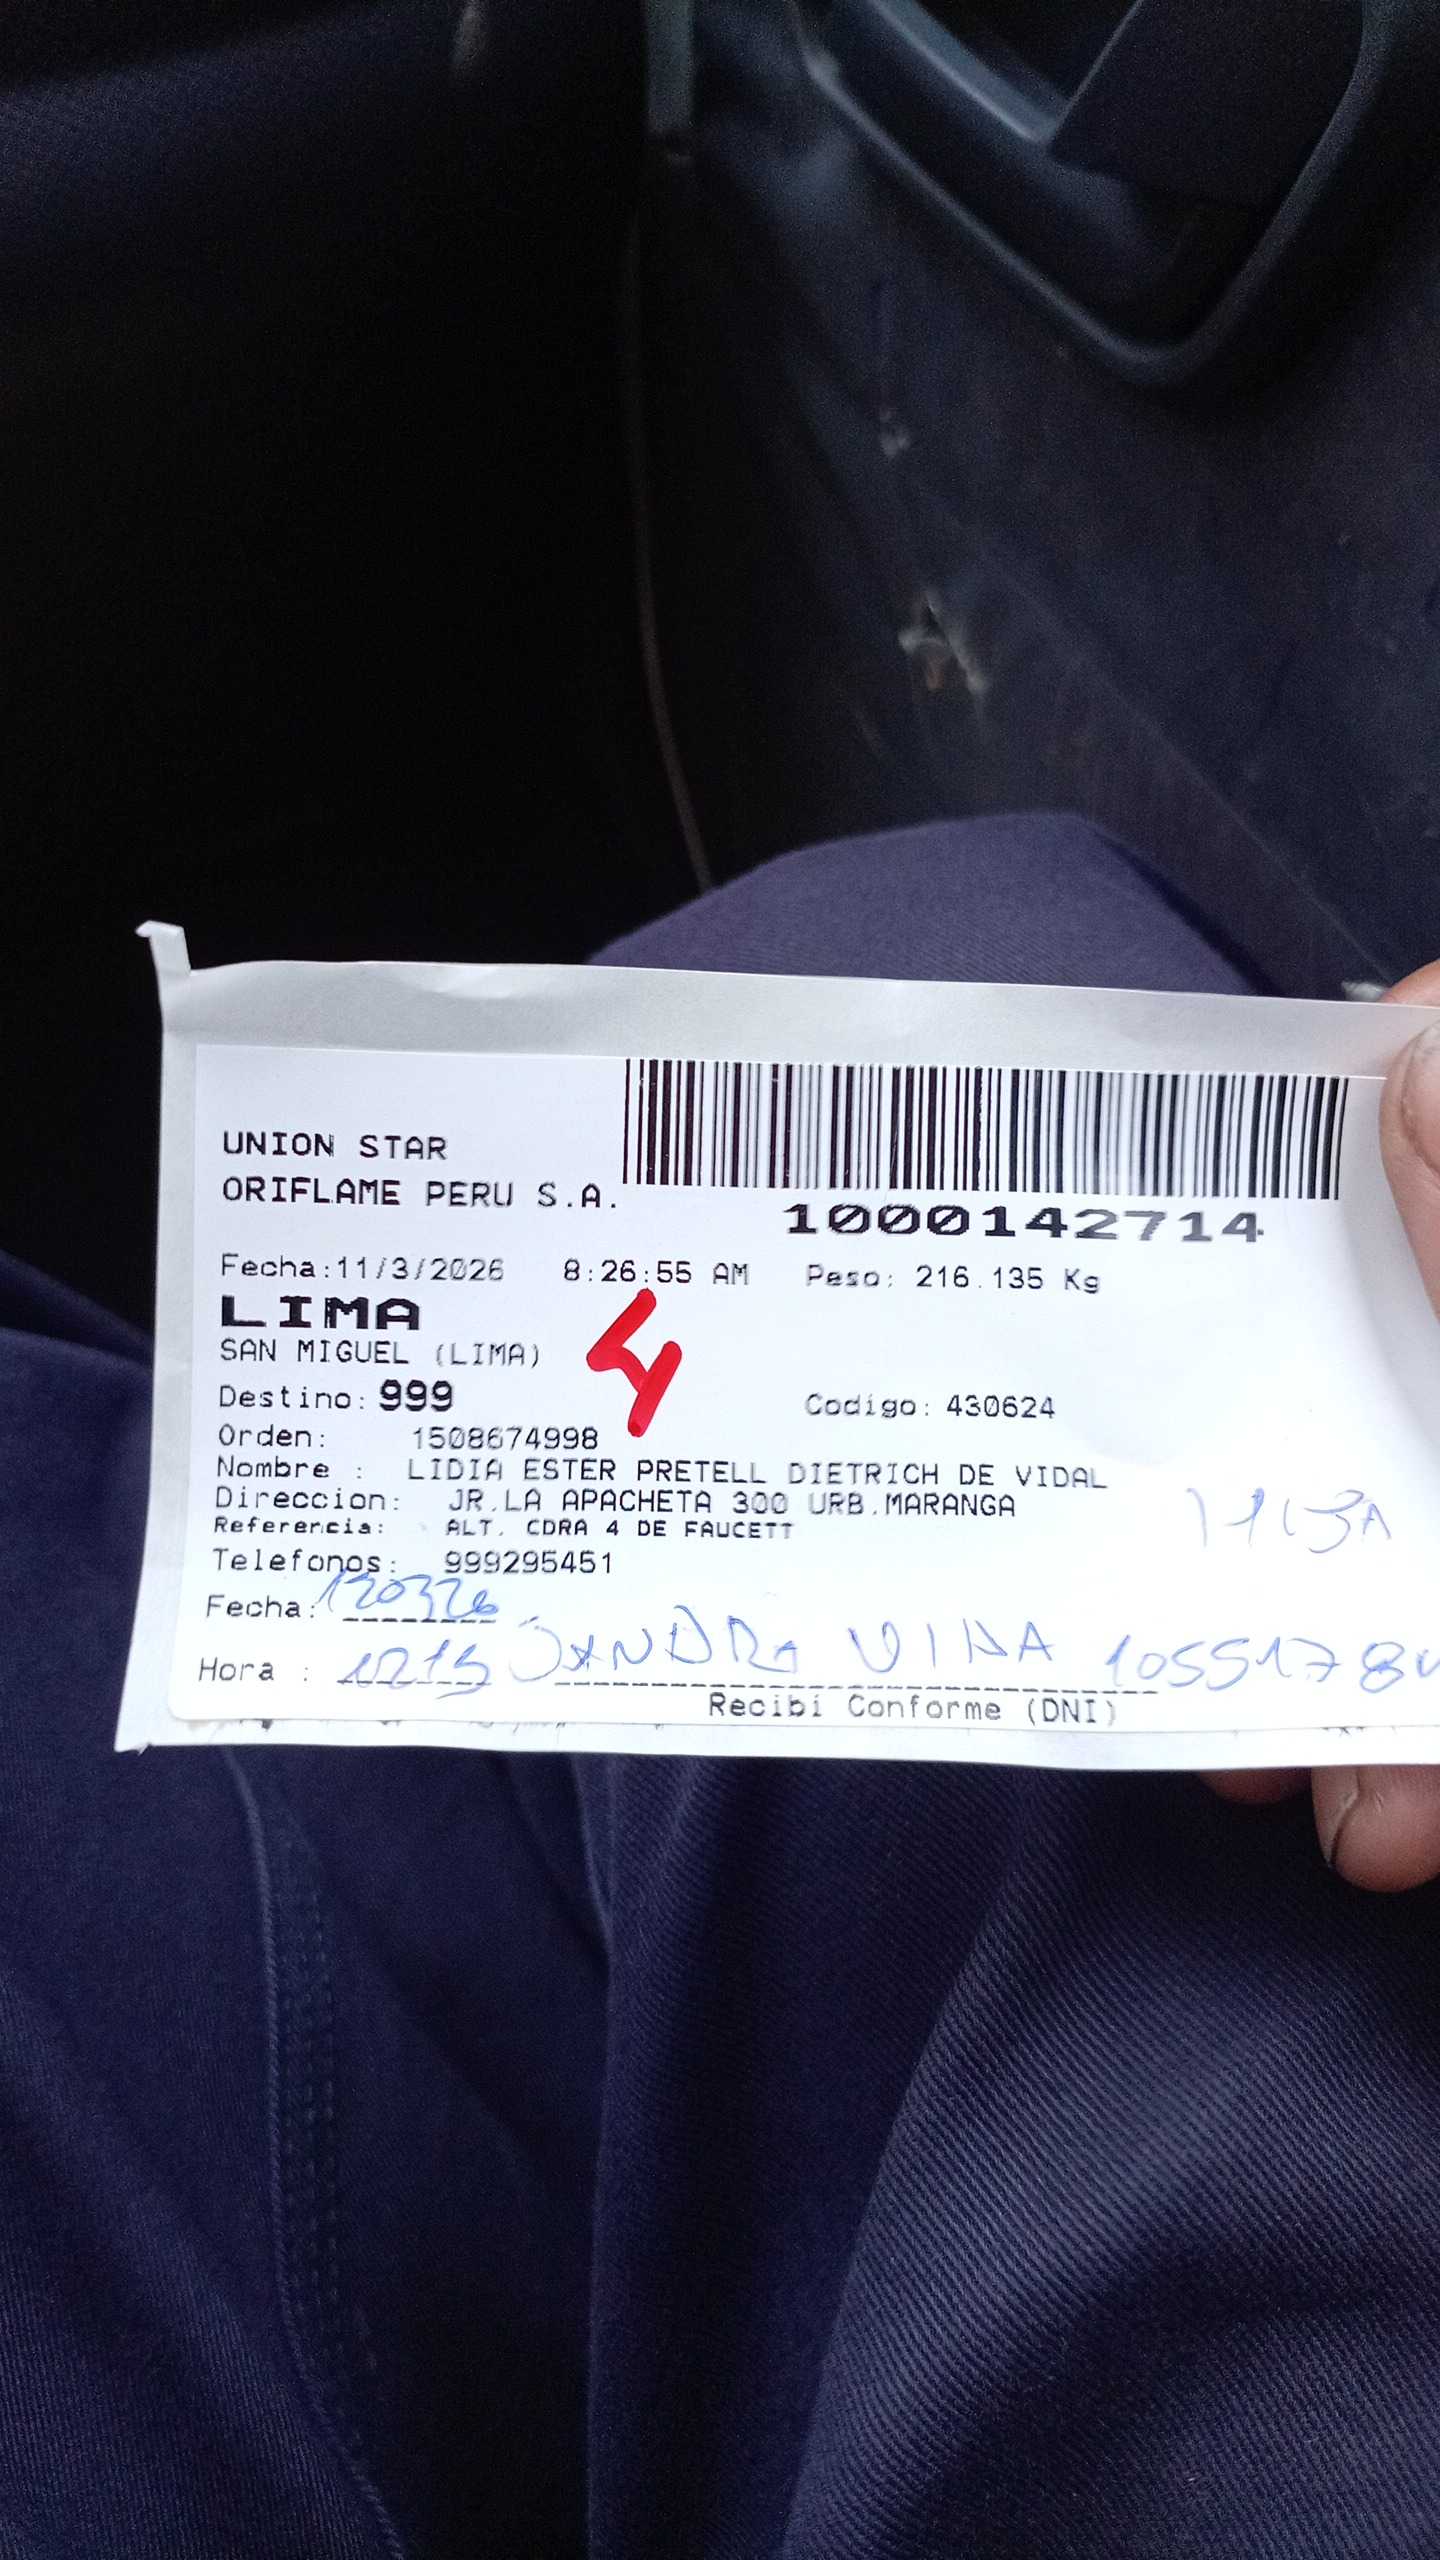 UNION STAR
ORIFLAME PERU S.A.
1000142714
Fecha:11/3/2026 8:26:55 AM Peso: 216.135 Kg
LIMA
SAN MIGUEL (LIMA)
4
Destino: 999 Codigo: 430624
Orden: 1508674998
Nombre : LIDIA ESTER PRETELL DIETRICH DE VIDAL
Direccion: JR.LA APACHETA 300 URB.MARANGA
Referencia: ALT. CDRA 4 DE FAUCETT
Telefonos: 999295451
Fecha: 120326
Hora : 1215 SANDRA
Recibi Conforme (DNI)